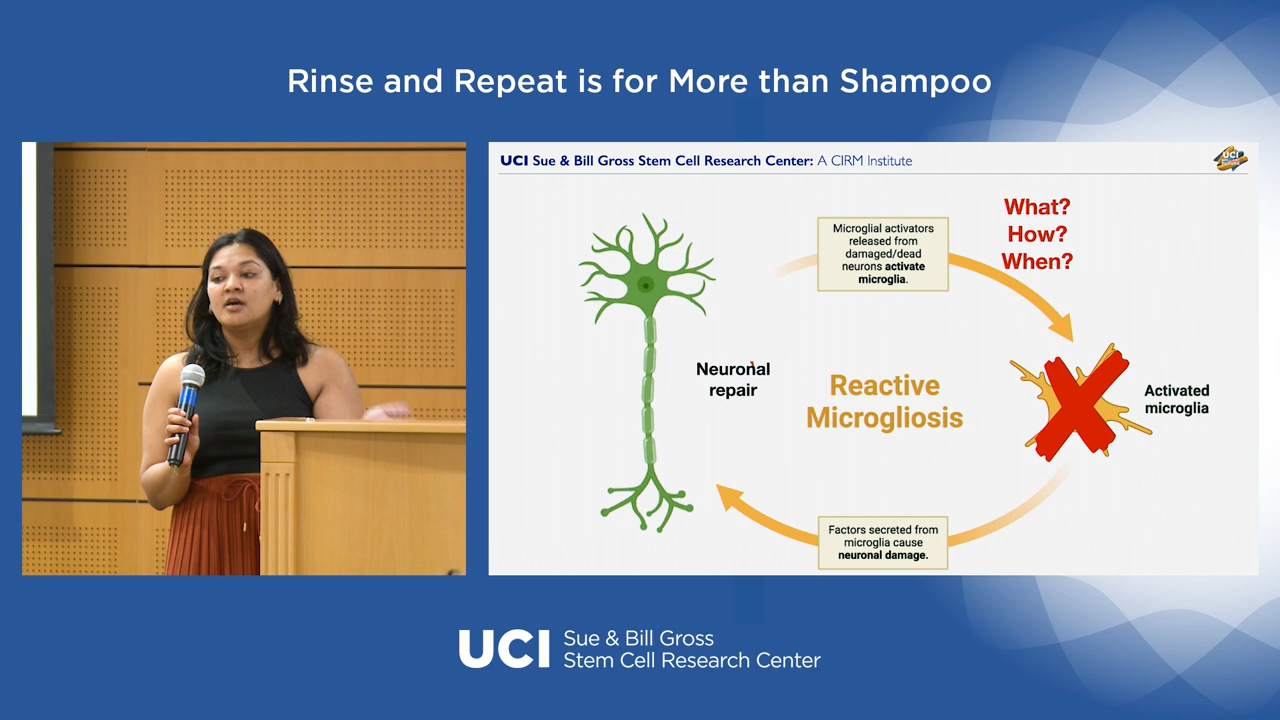 Rinse and Repeat is for More than Shampoo
UCI Sue & Bill Gross Stem Cell Research Center: A CIRM Institute
UCI
What?
How?
When?
Microglial activators
released from
damaged/dead
neurons activate
microglia.
Neuronal
repair
Reactive
Microgliosis
Activated
microglia
Factors secreted from
microglia cause
neuronal damage.
UCI Sue & Bill Gross
Stem Cell Research Center